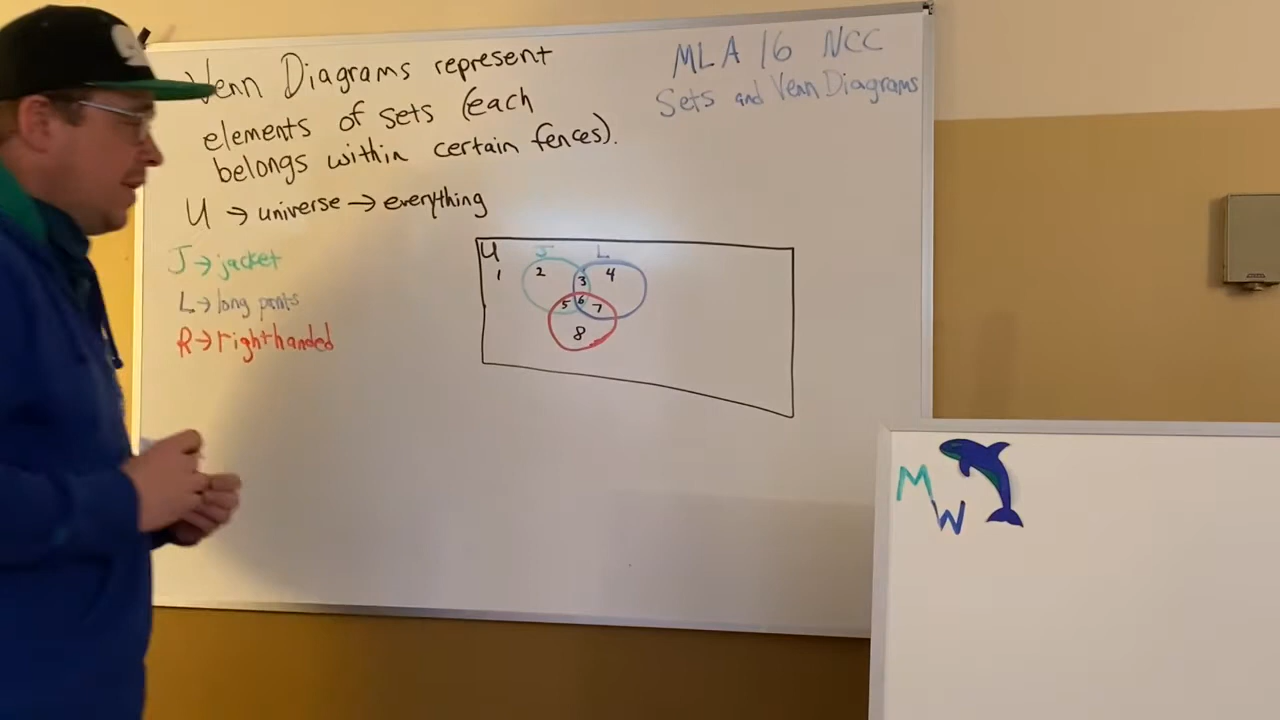 Venn Diagrams represent
elements of sets (each
belongs within certain fences).
U → universe → everything
J → jacket
L → long pants
R → righthanded
MLA 16 NCC
Sets and Venn Diagrams
U
J L
1 2 3 4
5 6 7
8
M
W